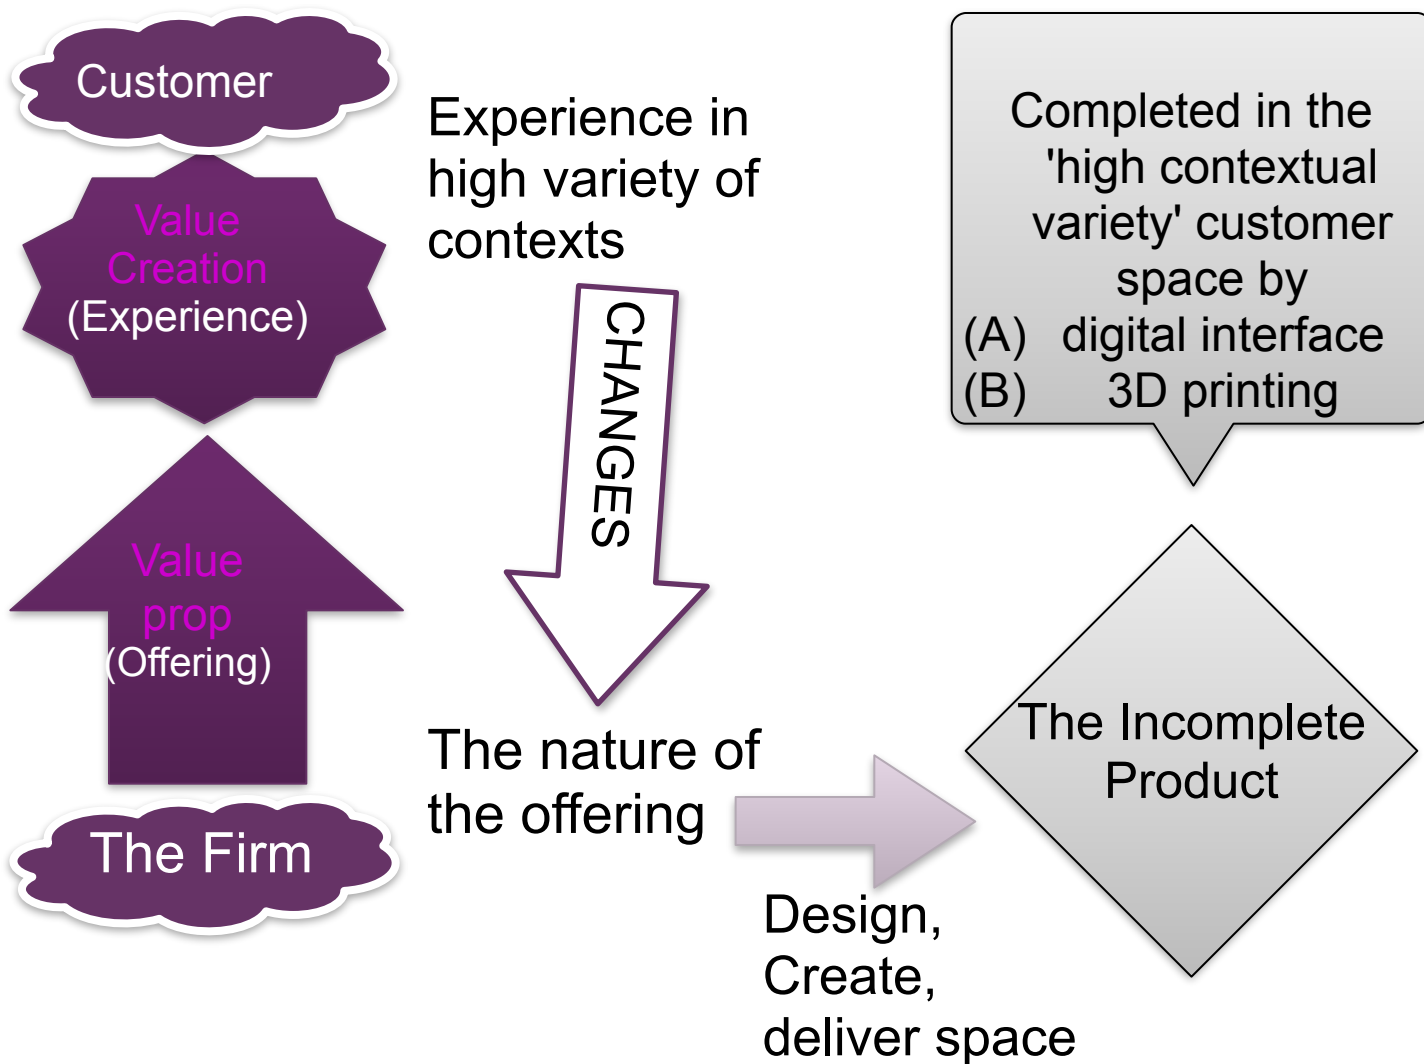 Customer
Value
Creation
(Experience)
Value
prop
(Offering)
The Firm
Experience in
high variety of
contexts
CHANGES
The nature of
the offering
Design,
Create,
deliver space
Completed in the
'high contextual
variety' customer
space by
(A) digital interface
(B) 3D printing
The Incomplete
Product